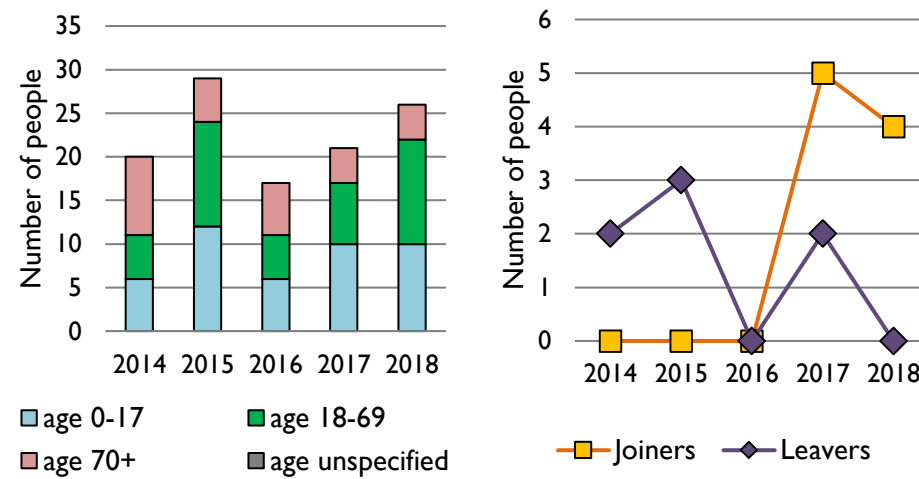 Number of people
35
30
25
20
15
10
5
0
2014 2015 2016 2017 2018
age 0-17 age 18-69
age 70+ age unspecified
Number of people
6
5
4
3
2
1
0
2014 2015 2016 2017 2018
Joiners Leavers